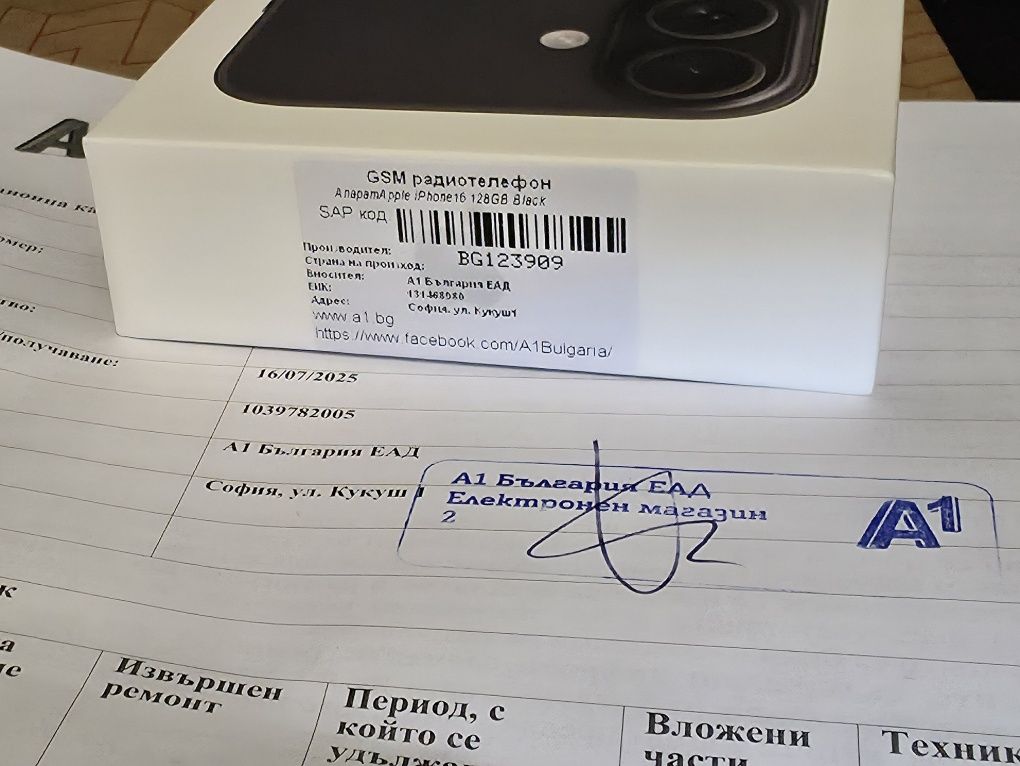 GSM радиотелефон
АпаратApple iPhone16 128GB Black
SAP код
BG123909
Производител:
Страна на произход:
Вносител: А1 България ЕАД
ЕИК: 131468980
Адрес: София, ул. Кукуш1
www.a1.bg
https://www.facebook.com/A1Bulgaria/
получаване: 16/07/2025
1039782005
А1 България ЕАД
София, ул. Кукуш 1
А1 България ЕАД
Електронен магазин
2
A1
Извършен ремонт
Период, с който се
Вложени части